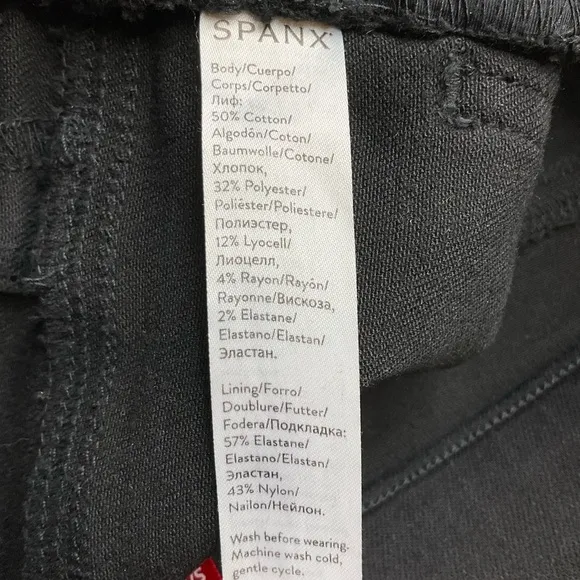 SPANX
Body/Cuerpo/
Corps/Corpetto/
Лиф:
50% Cotton/
Algodón/Coton/
Baumwolle/Cotone/
Хлопок,
32% Polyester/
Poliéster/Poliestere/
Полиэстер,
12% Lyocell/
Лиоцелл,
4% Rayon/Rayón/
Rayonne/Вискоза,
2% Elastane/
Elastano/Elastan/
Эластан.
Lining/Forro/
Doublure/Futter/
Fodera/Подкладка:
57% Elastane/
Elastano/Elastan/
Эластан,
43% Nylon/
Nailon/Нейлон.
Wash before wearing.
Machine wash cold,
gentle cycle.